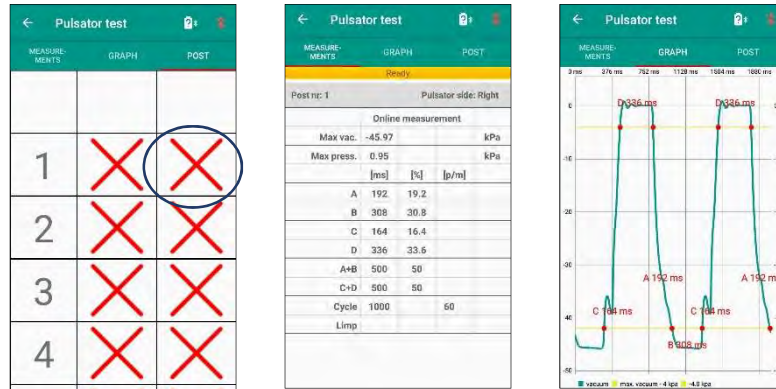 Pulsator test
MEASURE-
MENTS
GRAPH
POST
1
2
3
4
Pulsator test
MEASURE-
MENTS
GRAPH
POST
Ready
Post nr: 1 Pulsator side: Right
Online measurement
Max vac. -45.97 kPa
Max press. 0.95 kPa
[ms] [%] [p/m]
A 192 19.2
B 308 30.8
C 164 16.4
D 336 33.6
A+B 500 50
C+D 500 50
Cycle 1000 60
Limp
Pulsator test
MEASURE-
MENTS
GRAPH
POST
3 ms 376 ms 752 ms 1128 ms 1504 ms 1880 ms
0
D 336 ms D 336 ms
-10
-20
-30
A 192 ms A 192 m
C 164 ms C 164 ms
-40
B 308 ms
-50
vacuum max. vacuum - 4 kpa -4.0 kpa